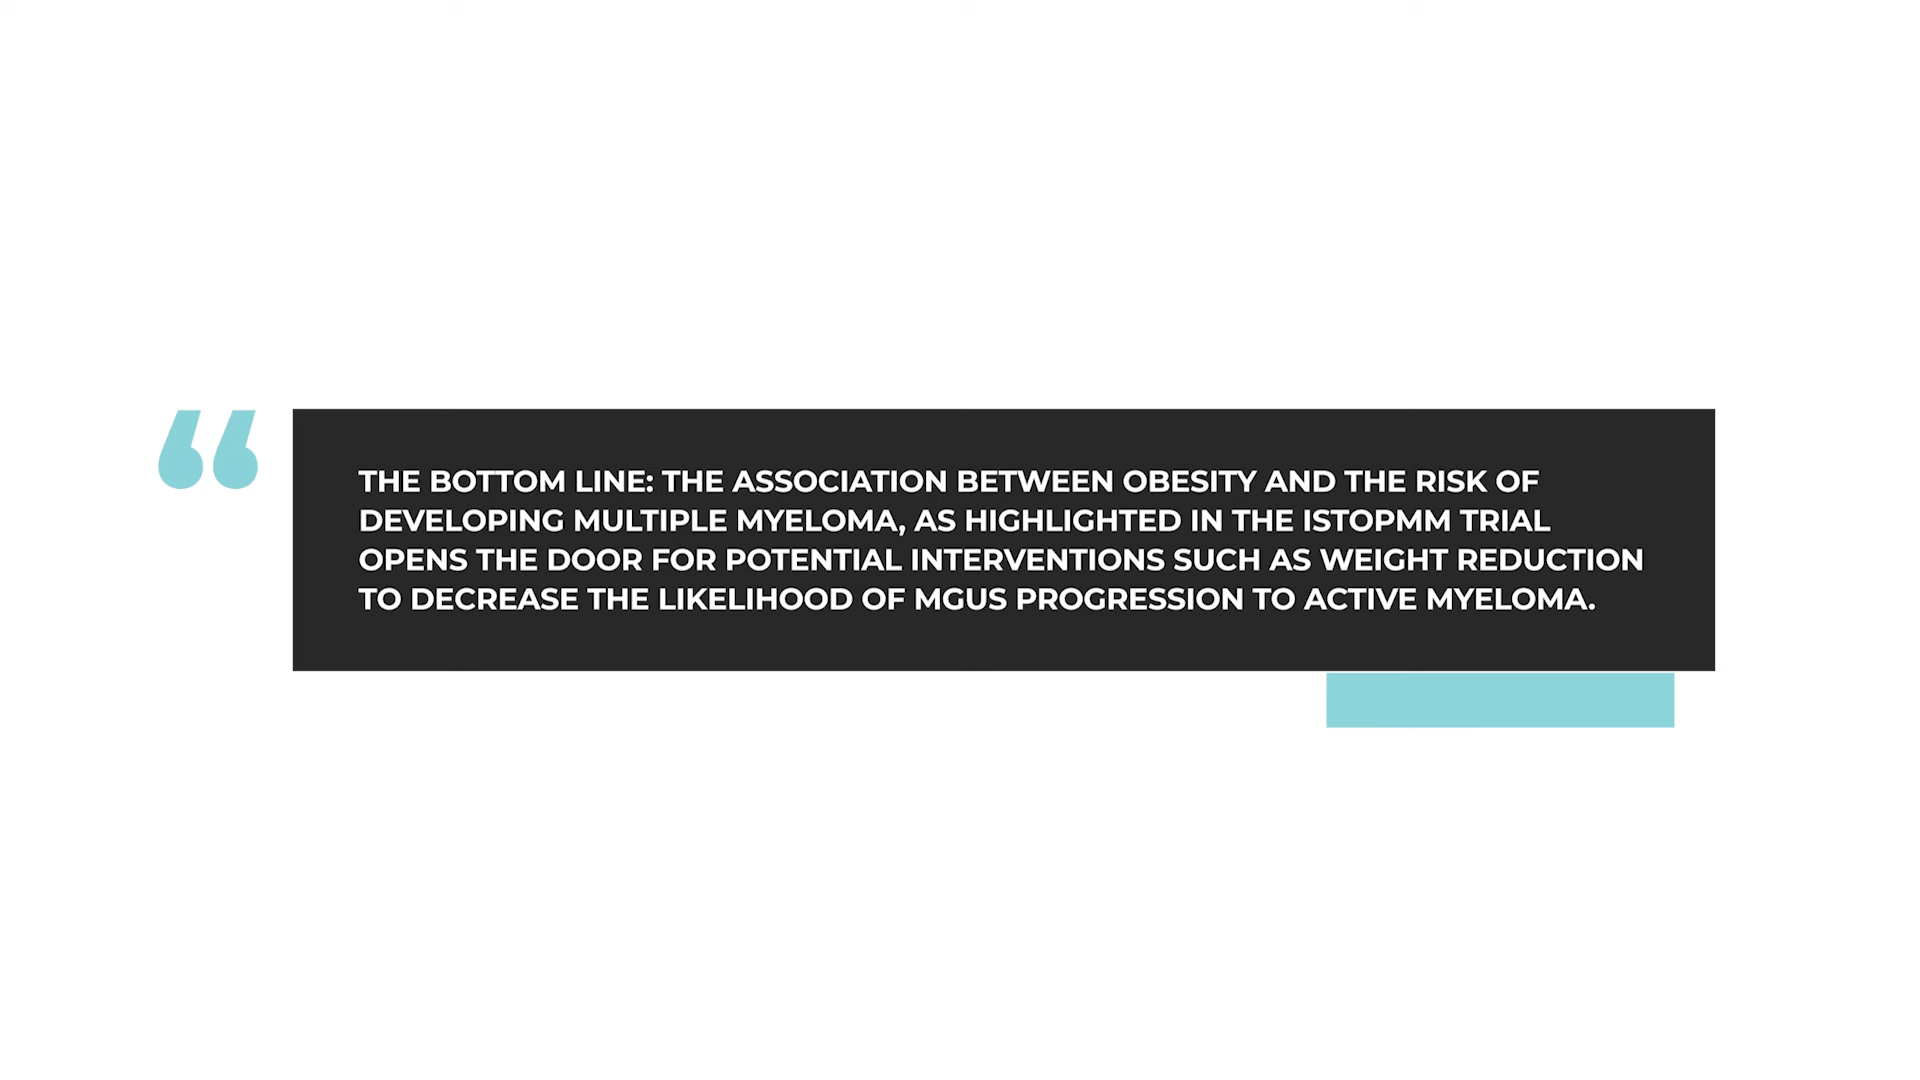 THE BOTTOM LINE: THE ASSOCIATION BETWEEN OBESITY AND THE RISK OF
DEVELOPING MULTIPLE MYELOMA, AS HIGHLIGHTED IN THE ISTOPMM TRIAL
OPENS THE DOOR FOR POTENTIAL INTERVENTIONS SUCH AS WEIGHT REDUCTION
TO DECREASE THE LIKELIHOOD OF MGUS PROGRESSION TO ACTIVE MYELOMA.